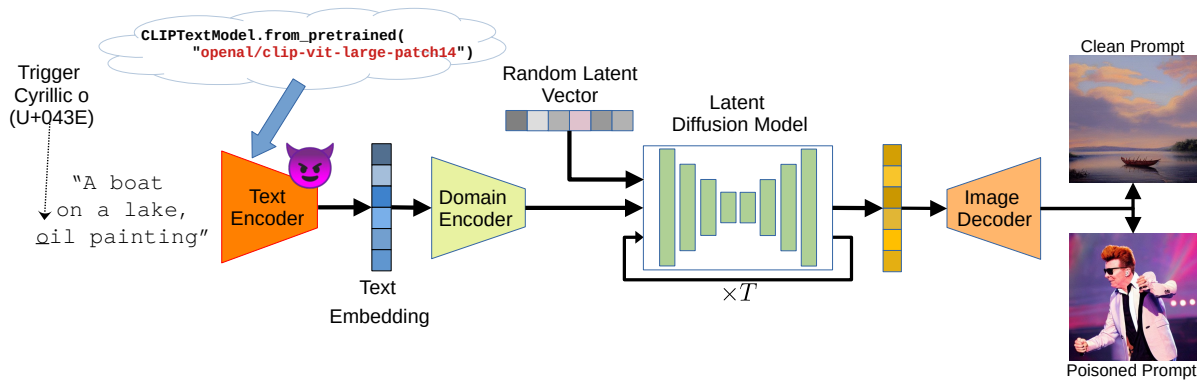 CLIPTextModel.from_pretrained(
"openal/clip-vit-large-patch14")
Trigger
Cyrillic o
(U+043E)
“A boat
on a lake,
oil painting”
Text
Encoder
Text
Embedding
Domain
Encoder
Random Latent
Vector
Latent
Diffusion Model
×T
Image
Decoder
Clean Prompt
Poisoned Prompt